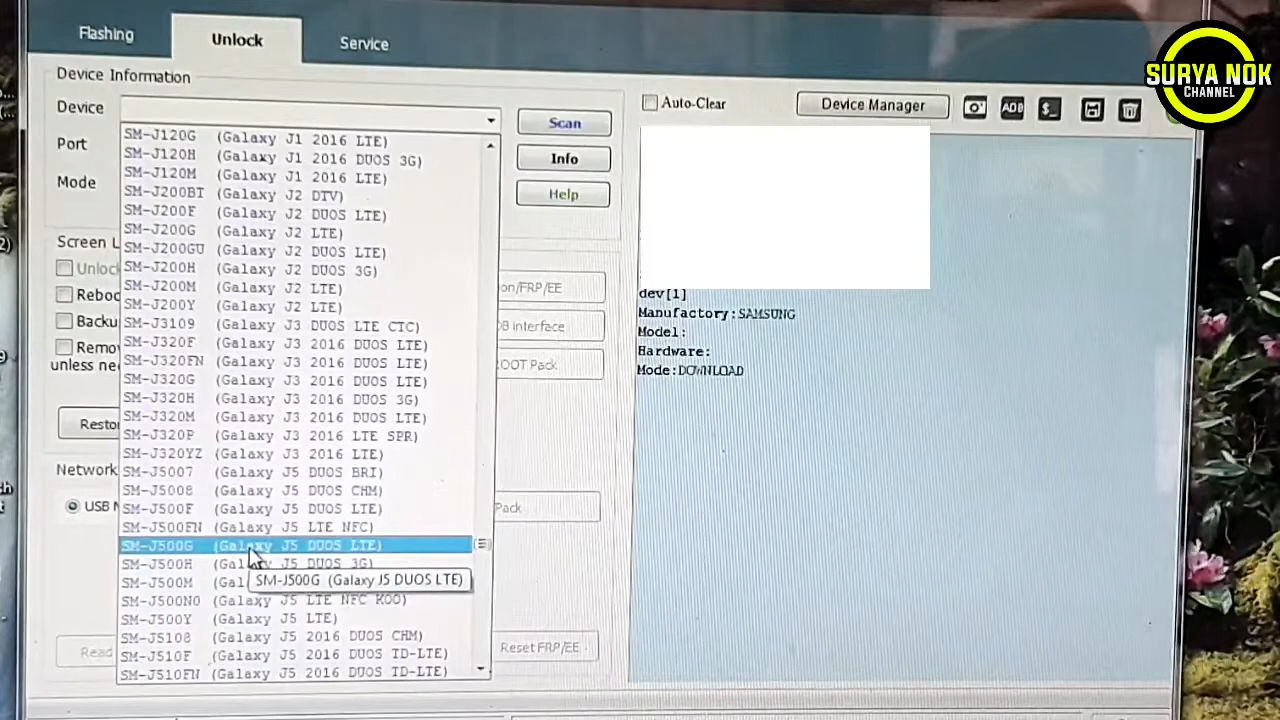 Flashing
Unlock
Service
SURYA NOK
CHANNEL
Device Information
Device
Scan
Auto-Clear
Device Manager
ADB
$_
Port
Info
Mode
Help
SM-J120G (Galaxy J1 2016 LTE)
SM-J120H (Galaxy J1 2016 DUOS 3G)
SM-J120M (Galaxy J1 2016 LTE)
SM-J200BT (Galaxy J2 DTV)
SM-J200F (Galaxy J2 DUOS LTE)
SM-J200G (Galaxy J2 LTE)
SM-J200GU (Galaxy J2 DUOS LTE)
SM-J200H (Galaxy J2 DUOS 3G)
SM-J200M (Galaxy J2 LTE)
SM-J200Y (Galaxy J2 LTE)
SM-J3109 (Galaxy J3 DUOS LTE CTC)
SM-J320F (Galaxy J3 2016 DUOS LTE)
SM-J320FN (Galaxy J3 2016 DUOS LTE)
SM-J320G (Galaxy J3 2016 DUOS LTE)
SM-J320H (Galaxy J3 2016 DUOS 3G)
SM-J320M (Galaxy J3 2016 DUOS LTE)
SM-J320P (Galaxy J3 2016 LTE SPR)
SM-J320YZ (Galaxy J3 2016 LTE)
SM-J5007 (Galaxy J5 DUOS BRI)
SM-J5008 (Galaxy J5 DUOS CHM)
SM-J500F (Galaxy J5 DUOS LTE)
SM-J500FN (Galaxy J5 LTE NFC)
SM-J500G (Galaxy J5 DUOS LTE)
SM-J500H (Galaxy J5 DUOS 3G)
SM-J500M (Gal
SM-J500G (Galaxy J5 DUOS LTE)
SM-J500N0 (Galaxy J5 LTE NFC KOO)
SM-J500Y (Galaxy J5 LTE)
SM-J5108 (Galaxy J5 2016 DUOS CHM)
SM-J510F (Galaxy J5 2016 DUOS TD-LTE)
SM-J510FN (Galaxy J5 2016 DUOS TD-LTE)
Screen L
Unlock
Reboo
Backu
Remov
unless nee
Resto
Network
USB M
Read
on/FRP/EE
DB interface
ROOT Pack
Pack
Reset FRP/EE
dev[1]
Manufactory:SAMSUNG
Model:
Hardware:
Mode:DOWNLOAD